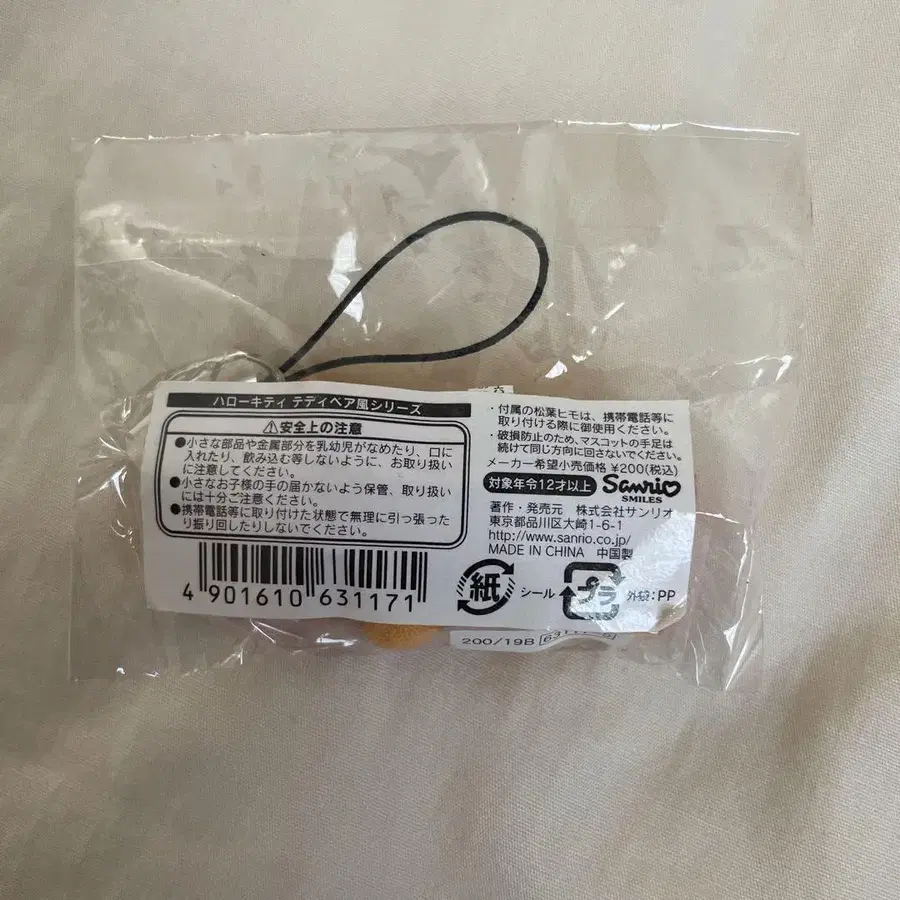 ハローキティ テディベア風シリーズ
⚠安全上の注意
●小さな部品や金属部分を乳幼児がなめたり、口に
入れたり、飲み込む等しないように、お取り扱い
に注意してください。
●小さなお子様の手の届かないよう保管、取り扱い
には十分ご注意ください。
●携帯電話等に取り付けた状態で無理に引っ張った
り振り回したりしないでください。
4 901610 631171
・付属の松葉ヒモは、携帯電話等に
取り付ける際に御使用ください。
・破損防止のため、マスコットの手足は
続けて同じ方向に回さないでください。
メーカー希望小売価格 ¥200(税込)
対象年令12才以上
Sanrio
SMILES
著作・発売元 株式会社サンリオ
東京都品川区大崎1-6-1
http://www.sanrio.co.jp/
MADE IN CHINA 中国製
紙 シール
プラ 外袋:PP
200/19B